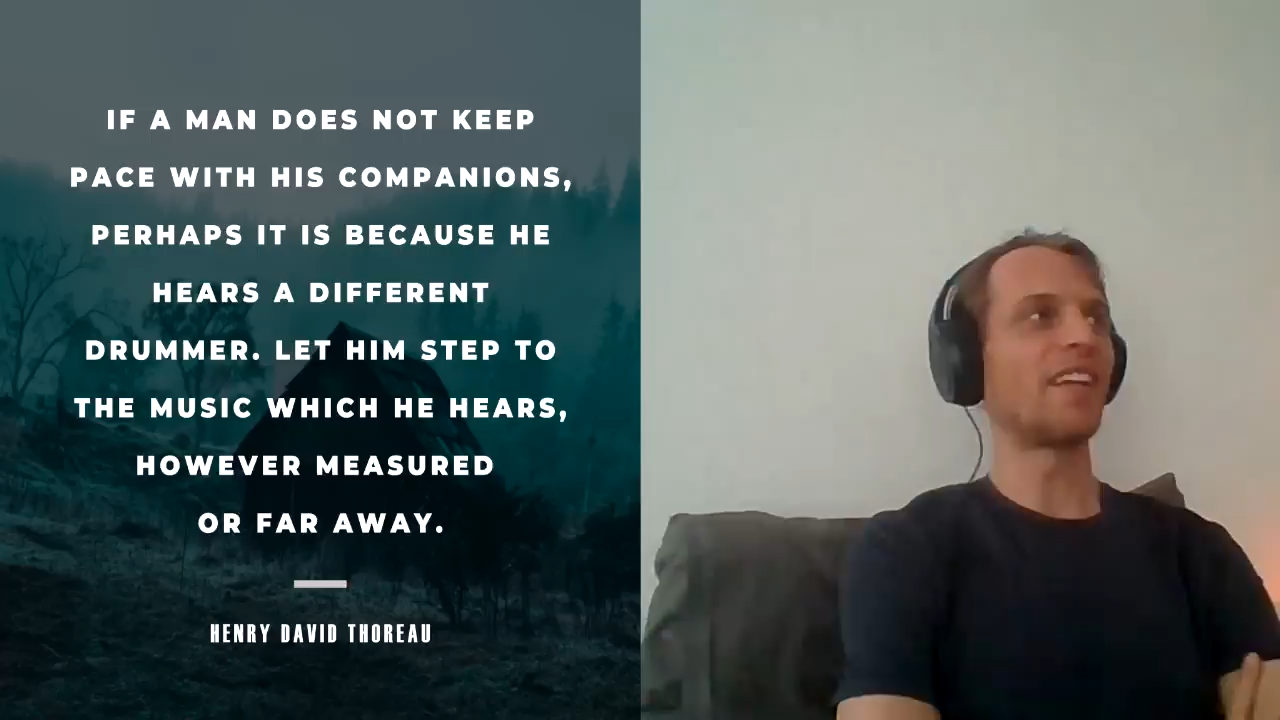 IF A MAN DOES NOT KEEP
PACE WITH HIS COMPANIONS,
PERHAPS IT IS BECAUSE HE
HEARS A DIFFERENT
DRUMMER. LET HIM STEP TO
THE MUSIC WHICH HE HEARS,
HOWEVER MEASURED
OR FAR AWAY.
HENRY DAVID THOREAU